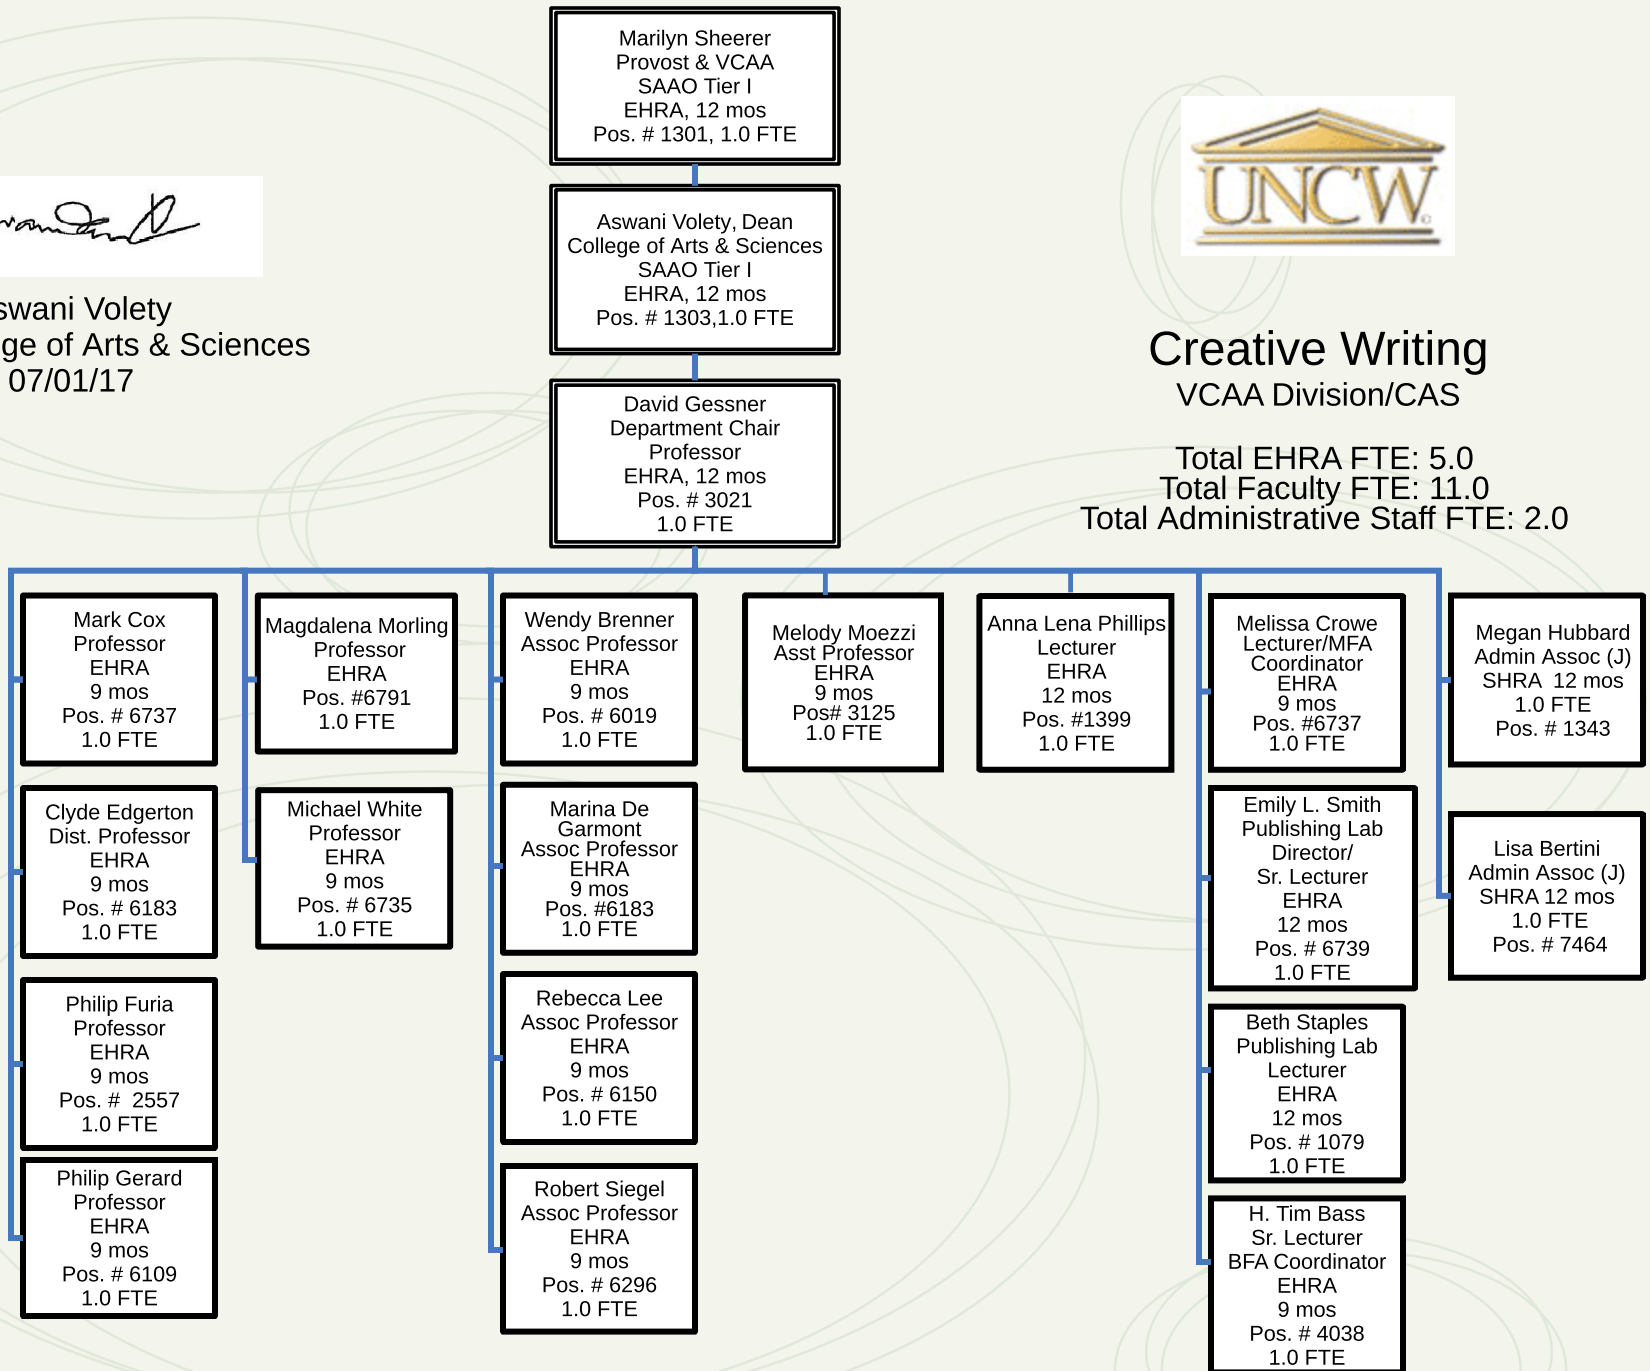 Marilyn Sheerer
Provost & VCAA
SAAO Tier I
EHRA, 12 mos
Pos. # 1301, 1.0 FTE
Aswani Volety, Dean
College of Arts & Sciences
SAAO Tier I
EHRA, 12 mos
Pos. # 1303,1.0 FTE
David Gessner
Department Chair
Professor
EHRA, 12 mos
Pos. # 3021
1.0 FTE
swani Volety
ge of Arts & Sciences
07/01/17
UNCW
Creative Writing
VCAA Division/CAS
Total EHRA FTE: 5.0
Total Faculty FTE: 11.0
Total Administrative Staff FTE: 2.0
Mark Cox
Professor
EHRA
9 mos
Pos. # 6737
1.0 FTE
Clyde Edgerton
Dist. Professor
EHRA
9 mos
Pos. # 6183
1.0 FTE
Philip Furia
Professor
EHRA
9 mos
Pos. #  2557
1.0 FTE
Philip Gerard
Professor
EHRA
9 mos
Pos. # 6109
1.0 FTE
Magdalena Morling
Professor
EHRA
Pos. #6791
1.0 FTE
Michael White
Professor
EHRA
9 mos
Pos. # 6735
1.0 FTE
Wendy Brenner
Assoc Professor
EHRA
9 mos
Pos. # 6019
1.0 FTE
Marina De
Garmont
Assoc Professor
EHRA
9 mos
Pos. #6183
1.0 FTE
Rebecca Lee
Assoc Professor
EHRA
9 mos
Pos. # 6150
1.0 FTE
Robert Siegel
Assoc Professor
EHRA
9 mos
Pos. # 6296
1.0 FTE
Melody Moezzi
Asst Professor
EHRA
9 mos
Pos# 3125
1.0 FTE
Anna Lena Phillips
Lecturer
EHRA
12 mos
Pos. #1399
1.0 FTE
Melissa Crowe
Lecturer/MFA
Coordinator
EHRA
9 mos
Pos. #6737
1.0 FTE
Emily L. Smith
Publishing Lab
Director/
Sr. Lecturer
EHRA
12 mos
Pos. # 6739
1.0 FTE
Beth Staples
Publishing Lab
Lecturer
EHRA
12 mos
Pos. # 1079
1.0 FTE
H. Tim Bass
Sr. Lecturer
BFA Coordinator
EHRA
9 mos
Pos. # 4038
1.0 FTE
Megan Hubbard
Admin Assoc (J)
SHRA  12 mos
1.0 FTE
Pos. # 1343
Lisa Bertini
Admin Assoc (J)
SHRA 12 mos
1.0 FTE
Pos. # 7464